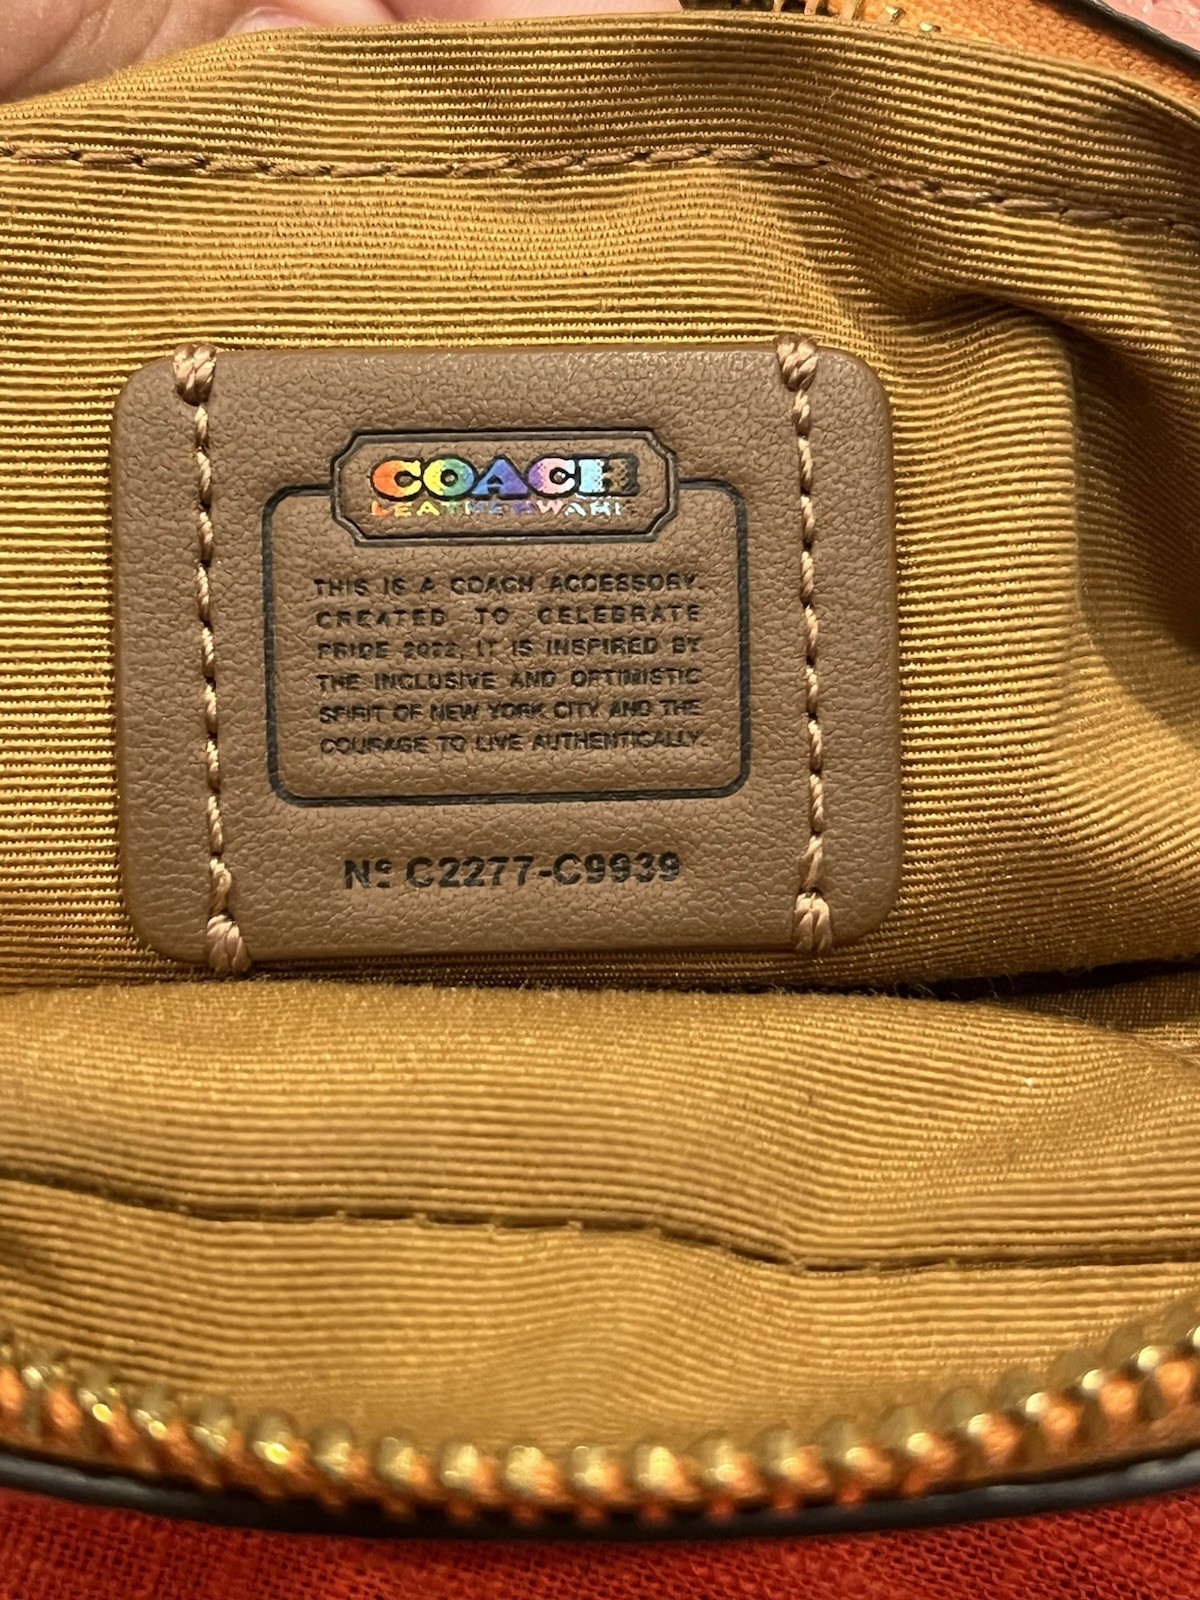 COACH
LEATHERWARE
THIS IS A COACH ACCESSORY.
CREATED TO CELEBRATE
PRIDE 2022, IT IS INSPIRED BY
THE INCLUSIVE AND OPTIMISTIC
SPIRIT OF NEW YORK CITY AND THE
COURAGE TO LIVE AUTHENTICALLY.
Nº C2277-C9939